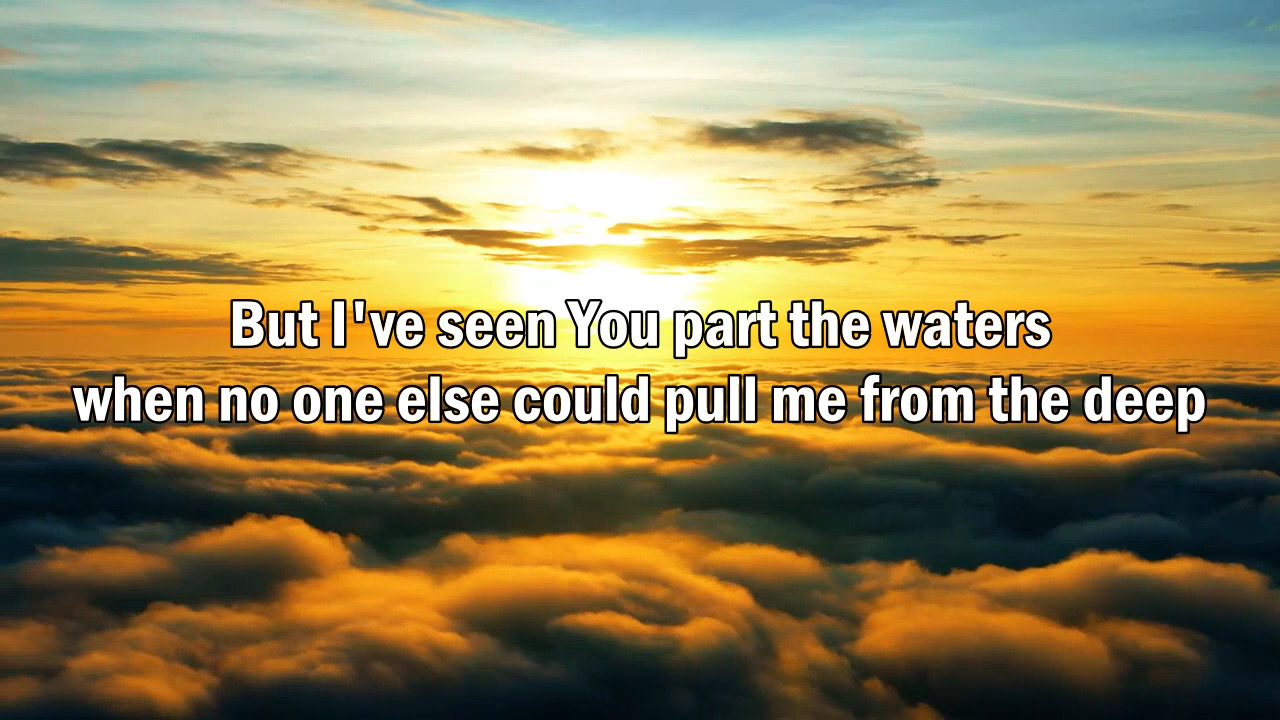 But I've seen You part the waters
when no one else could pull me from the deep